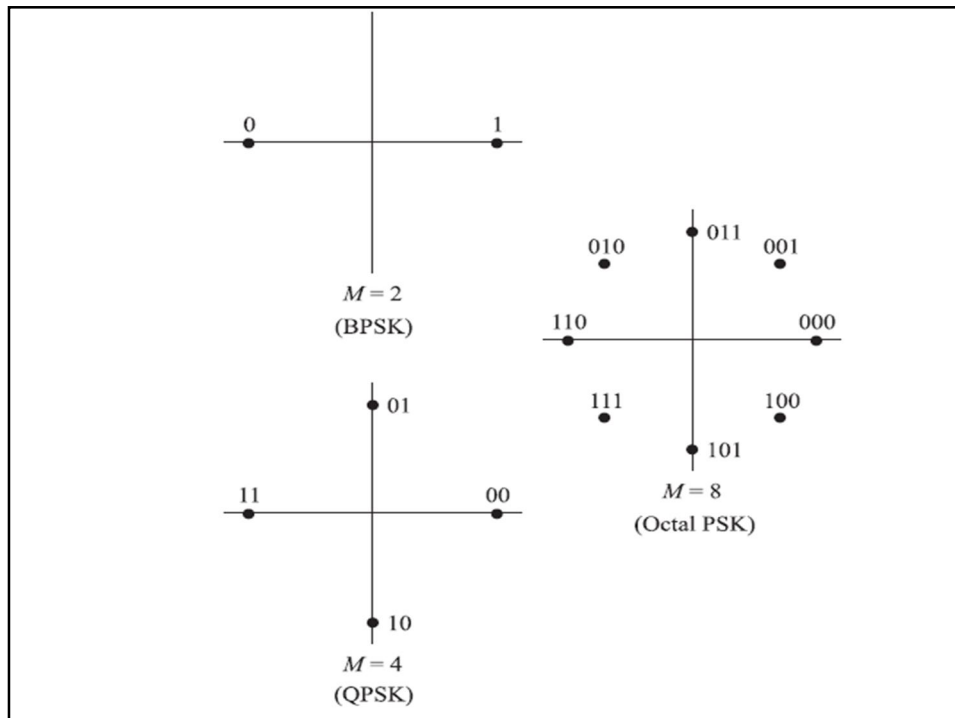 0 1
M = 2
(BPSK)
011
010 001
110 000
111 100
101
M = 8
(Octal PSK)
01
11 00
10
M = 4
(QPSK)